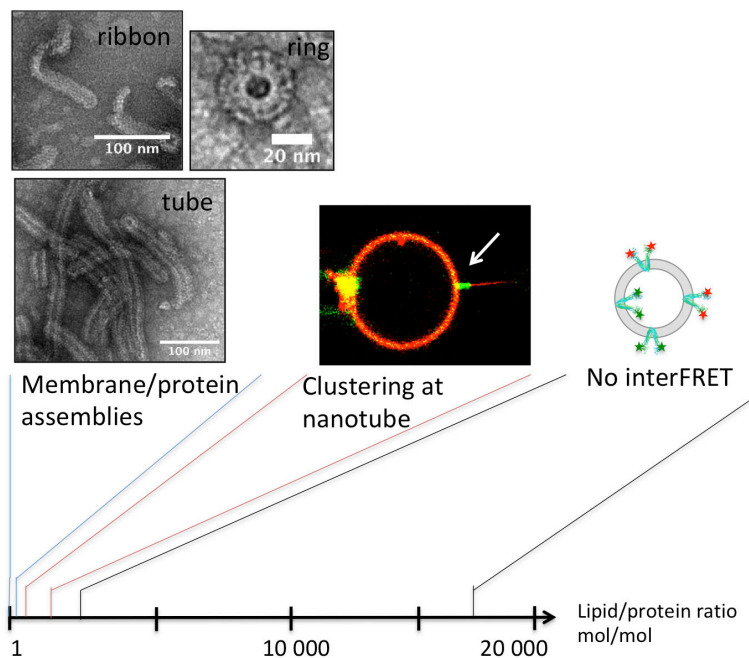 ribbon
ring
100 nm
20 nm
tube
100 nm
Membrane/protein
assemblies
Clustering at
nanotube
No interFRET
Lipid/protein ratio
mol/mol
1
10 000
20 000